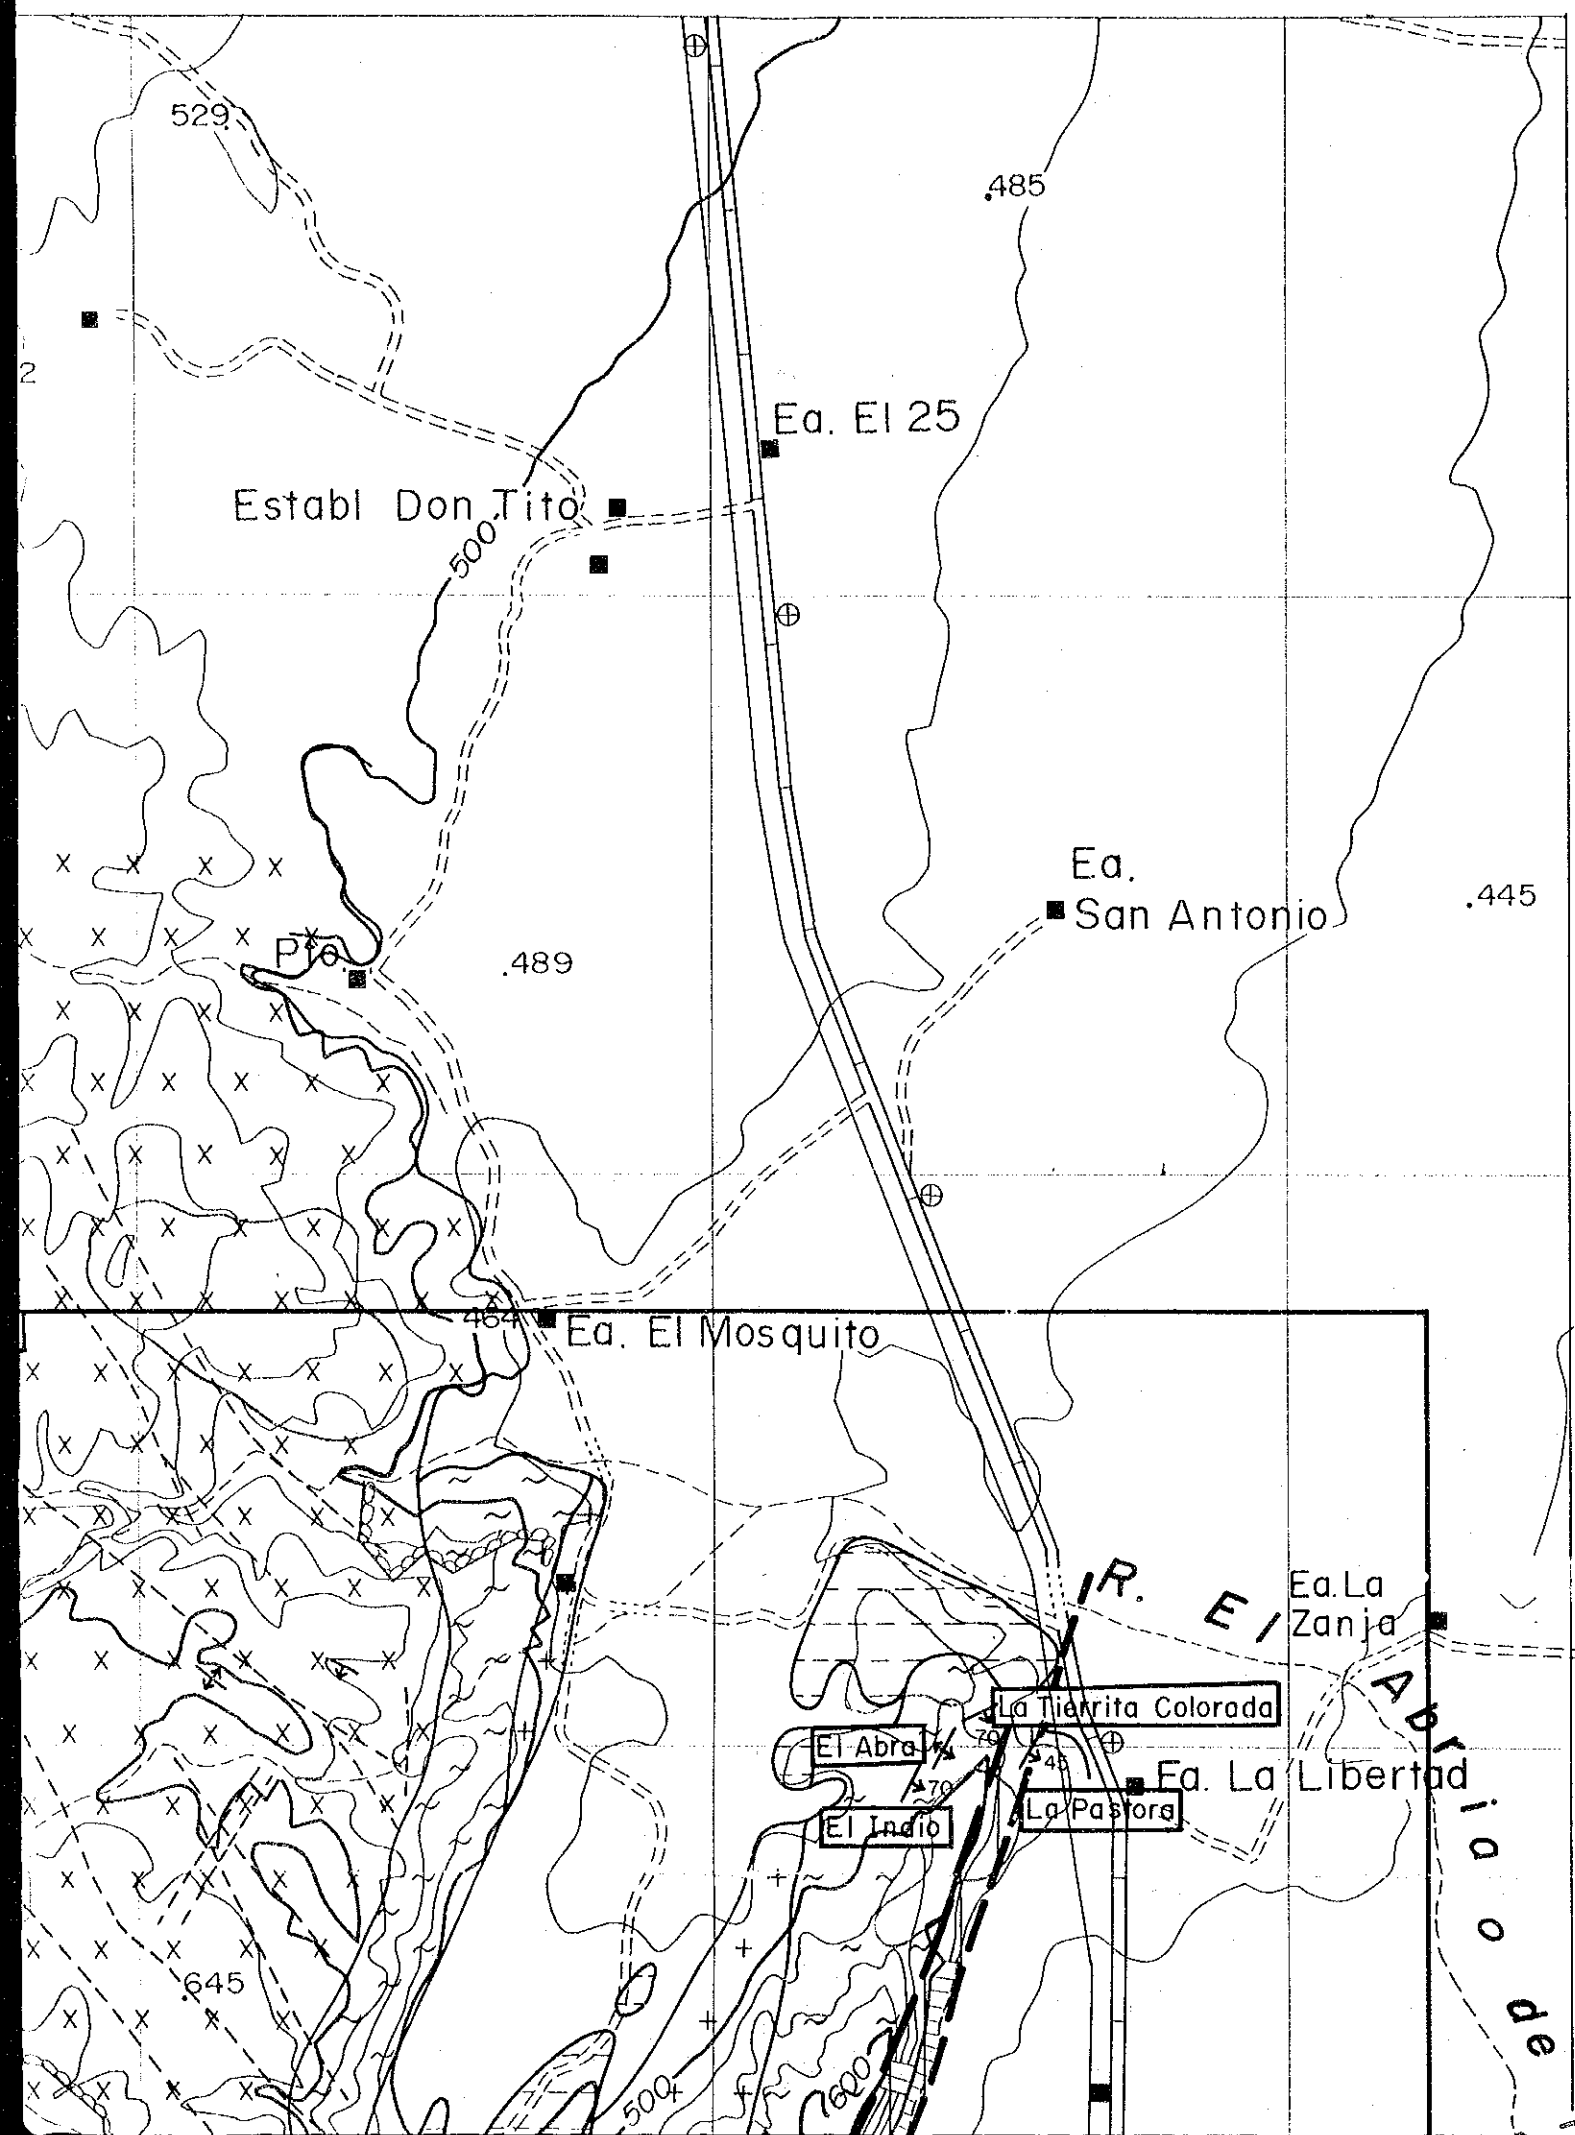 529
.485
2
Ea. El 25
Establ Don Tito
500
Ea.
San Antonio
.445
Pto.
.489
464
Ea. El Mosquito
R. El Abra o de
Ea. La
Zanja
La Tierrita Colorada
El Abra
70
45
Ea. La Libertad
70
La Pastora
El Indio
.645
500
600